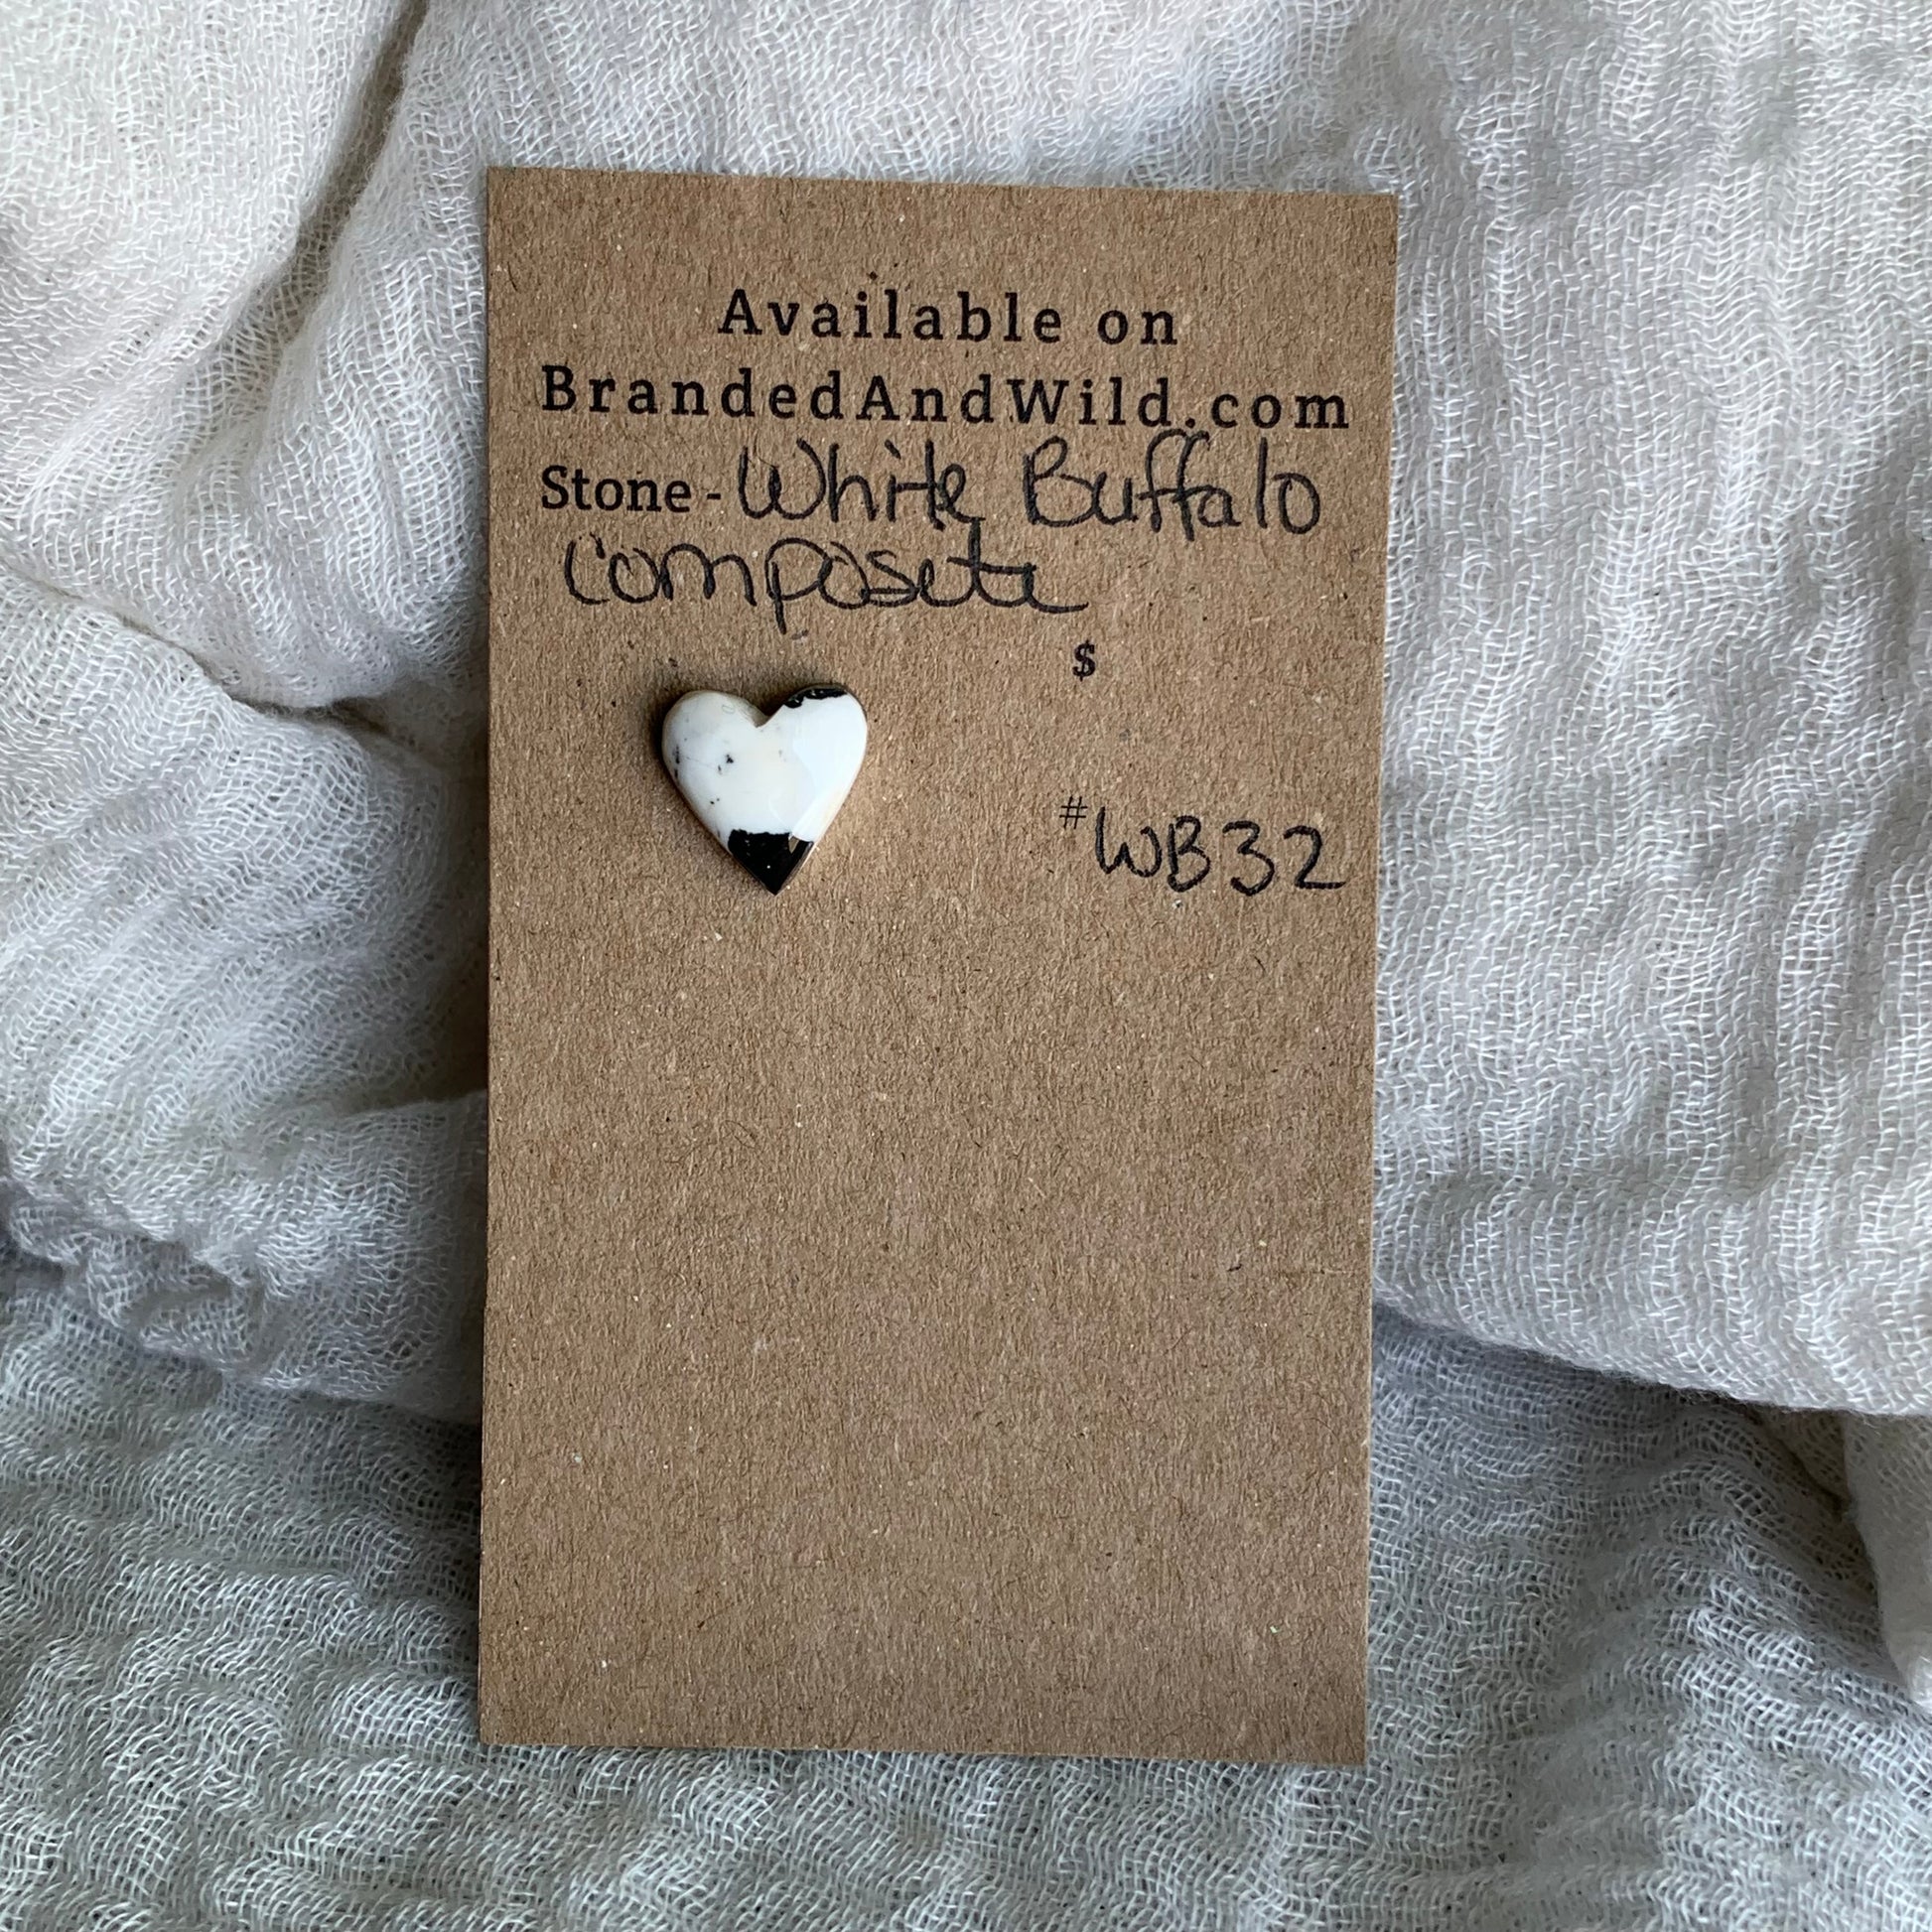 Available on
BrandedAndWild.com
Stone - White Buffalo
Composite
$
#WB32